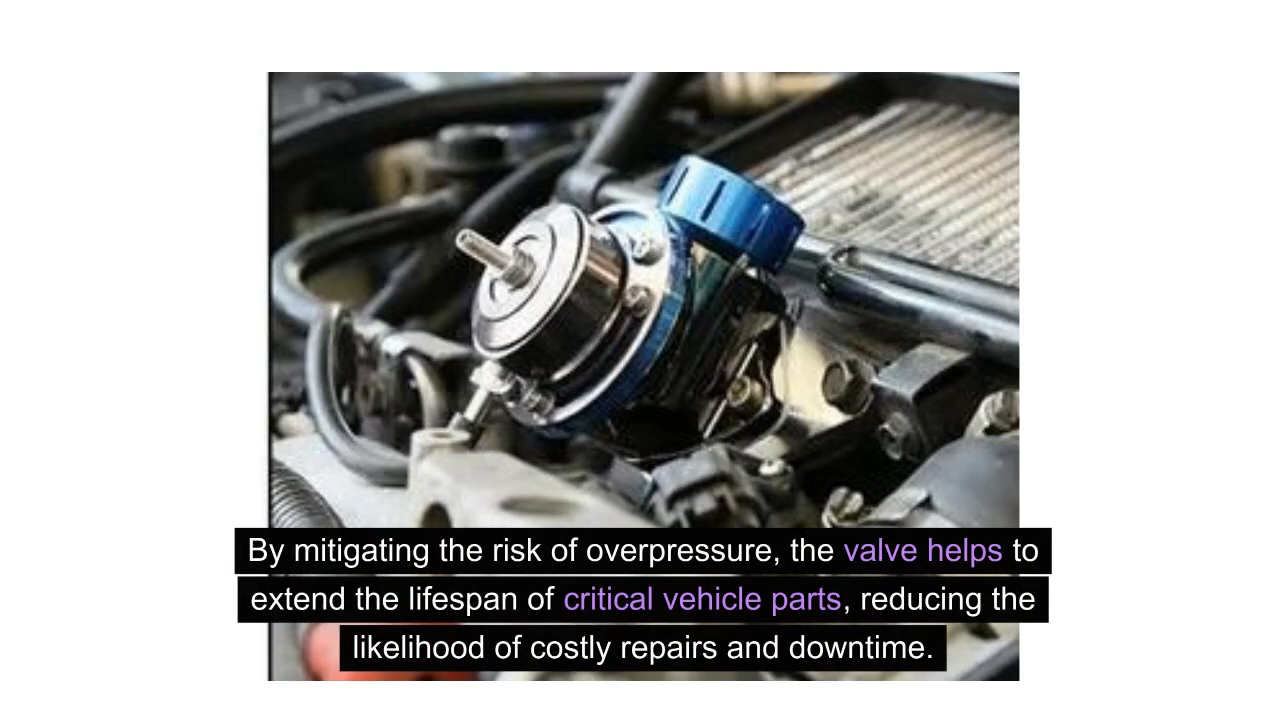 By mitigating the risk of overpressure, the valve helps to
extend the lifespan of critical vehicle parts, reducing the
likelihood of costly repairs and downtime.